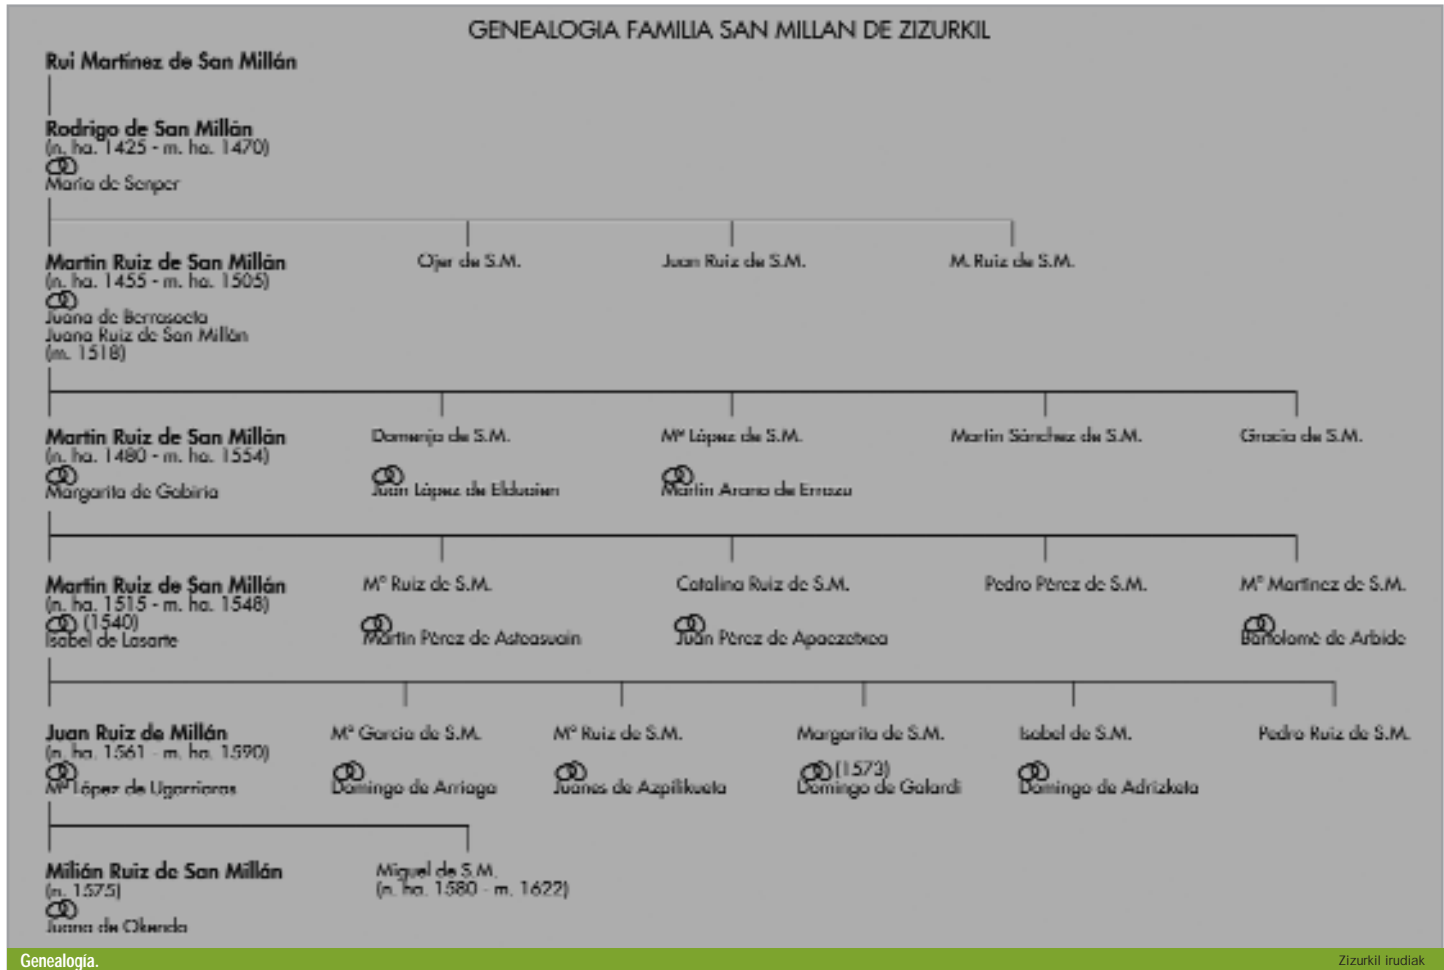 GENEALOGIA FAMILIA SAN MILLAN DE ZIZURKIL
Rui Martínez de San Millán
Rodrigo de San Millán
(n. ha. 1425 - m. ha. 1470)
María de Senper
Martin Ruiz de San Millán
(n. ha. 1455 - m. ha. 1505)
Juana de Berrasoeta
Juana Ruiz de San Millán
(m. 1518)
Ojer de S.M.
Juan Ruiz de S.M.
M. Ruiz de S.M.
Martin Ruiz de San Millán
(n. ha. 1480 - m. ha. 1554)
Margarita de Gabiria
Domenja de S.M.
Juan López de Elduaien
Mª López de S.M.
Martín Arano de Errazu
Martin Sánchez de S.M.
Gracia de S.M.
Martin Ruiz de San Millán
(n. ha. 1515 - m. ha. 1548)
(1540)
Isabel de Lasarte
Mª Ruiz de S.M.
Martin Pérez de Asteasuain
Catalina Ruiz de S.M.
Juan Pérez de Apaezetxea
Pedro Pérez de S.M.
Mª Martinez de S.M.
Bartolomé de Arbide
Juan Ruiz de Millán
(n. ha. 1561 - m. ha. 1590)
Mª López de Ugarrioras
Mª Garcia de S.M.
Domingo de Arriaga
Mª Ruiz de S.M.
Juanes de Azpilikueta
Margarita de S.M.
(1573)
Domingo de Galardi
Isabel de S.M.
Domingo de Adrizketa
Pedro Ruiz de S.M.
Milián Ruiz de San Millán
(n. 1575)
Juana de Okendo
Miguel de S.M.
(n. ha. 1580 - m. 1622)
Genealogía.
Zizurkil irudiak